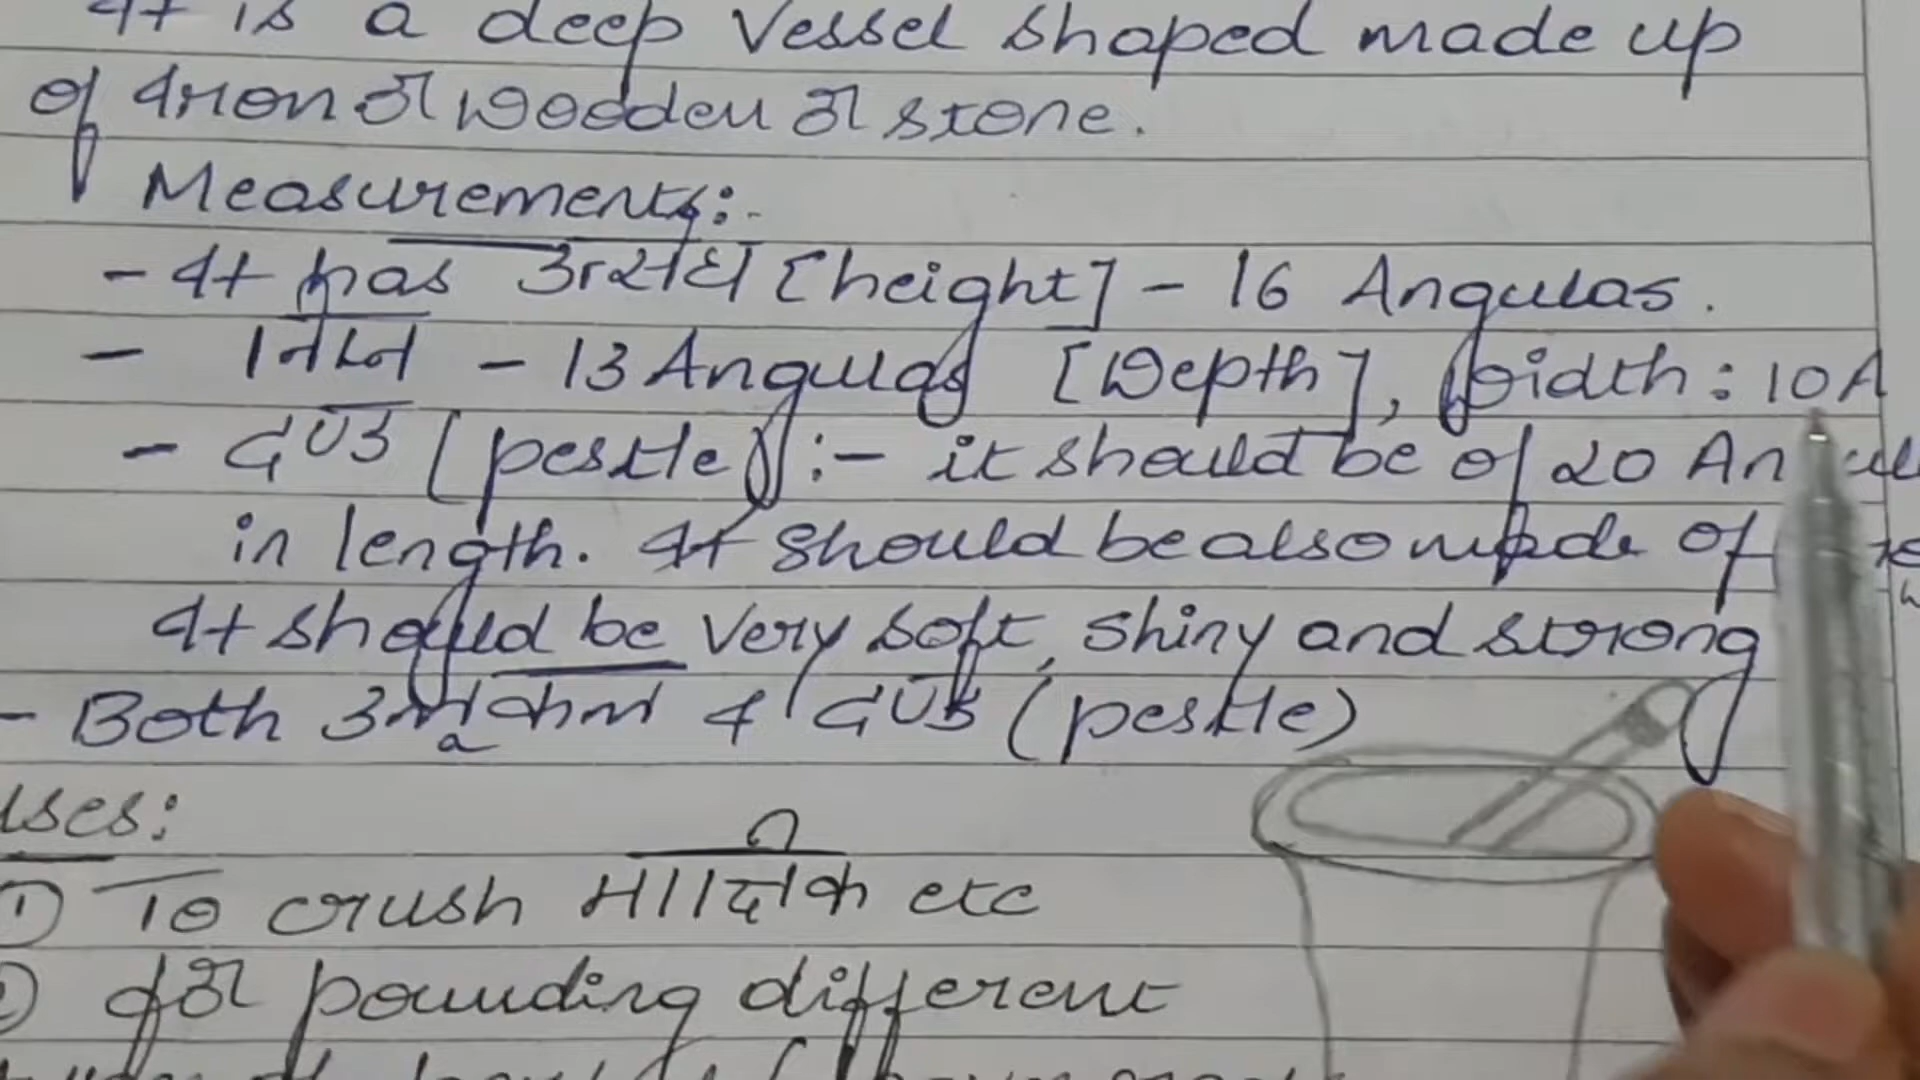 It is a deep vessel shaped made up
of Iron or wooden or stone.
Measurements:-
- It has उत्सेध [height] - 16 Angulas.
- निम्न - 13 Angulas [Depth], width : 10A
- दण्ड [pestle] :- it should be of 20
in length. It should be also made of
It should be very soft, shiny and strong
- Both & दण्ड (pestle)
uses:
① To crush etc
② for pounding different